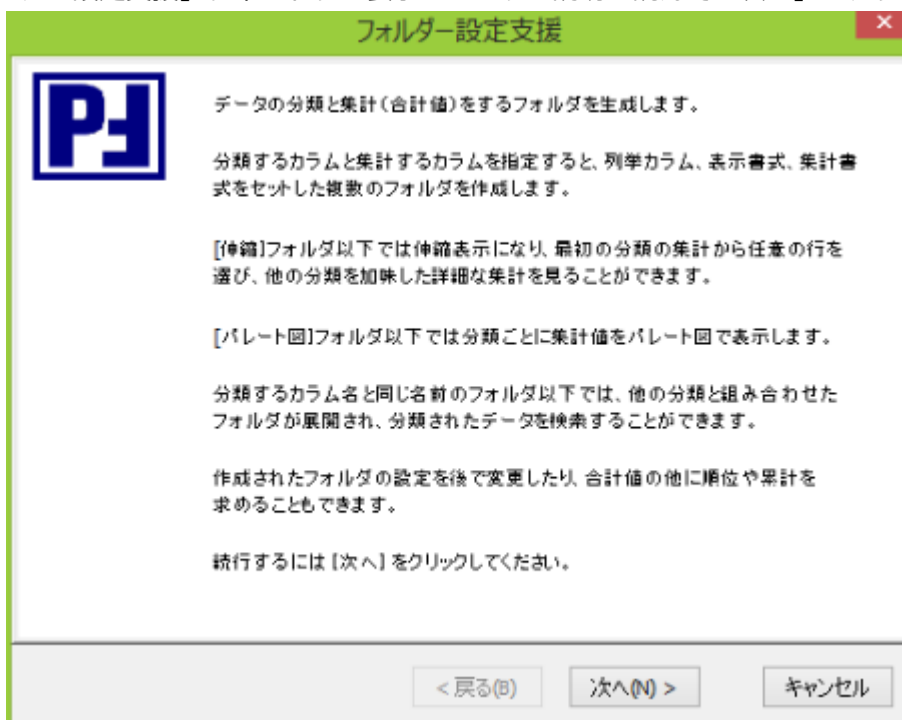 フォルダー設定支援
データの分類と集計(合計値)をするフォルダを生成します。
分類するカラムと集計するカラムを指定すると、列挙カラム、表示書式、集計書
式をセットした複数のフォルダを作成します。
[伸縮]フォルダ以下では伸縮表示になり、最初の分類の集計から任意の行を
選び、他の分類を加味した詳細な集計を見ることができます。
[パレート図]フォルダ以下では分類ごとに集計値をパレート図で表示します。
分類するカラム名と同じ名前のフォルダ以下では、他の分類と組み合わせた
フォルダが展開され、分類されたデータを検索することができます。
作成されたフォルダの設定を後で変更したり、合計値の他に順位や累計を
求めることもできます。
続行するには [次へ] をクリックしてください。
< 戻る(B)
次へ(N) >
キャンセル